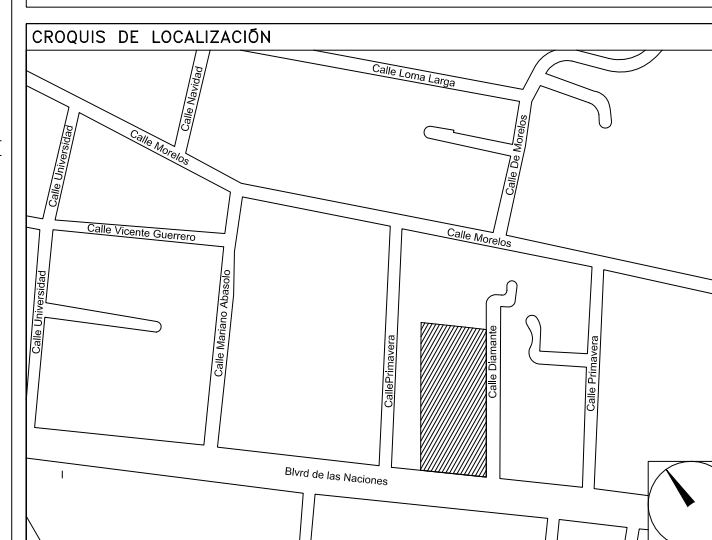 CROQUIS DE LOCALIZACIÓN
Calle Loma Larga
Calle Navidad
Calle Morelos
Calle Universidad
Calle De Morelos
Calle Vicente Guerrero
Calle Morelos
Calle Universidad
Calle Mariano Abasolo
CallePrimavera
Calle Diamante
Calle Primavera
Blvrd de las Naciones